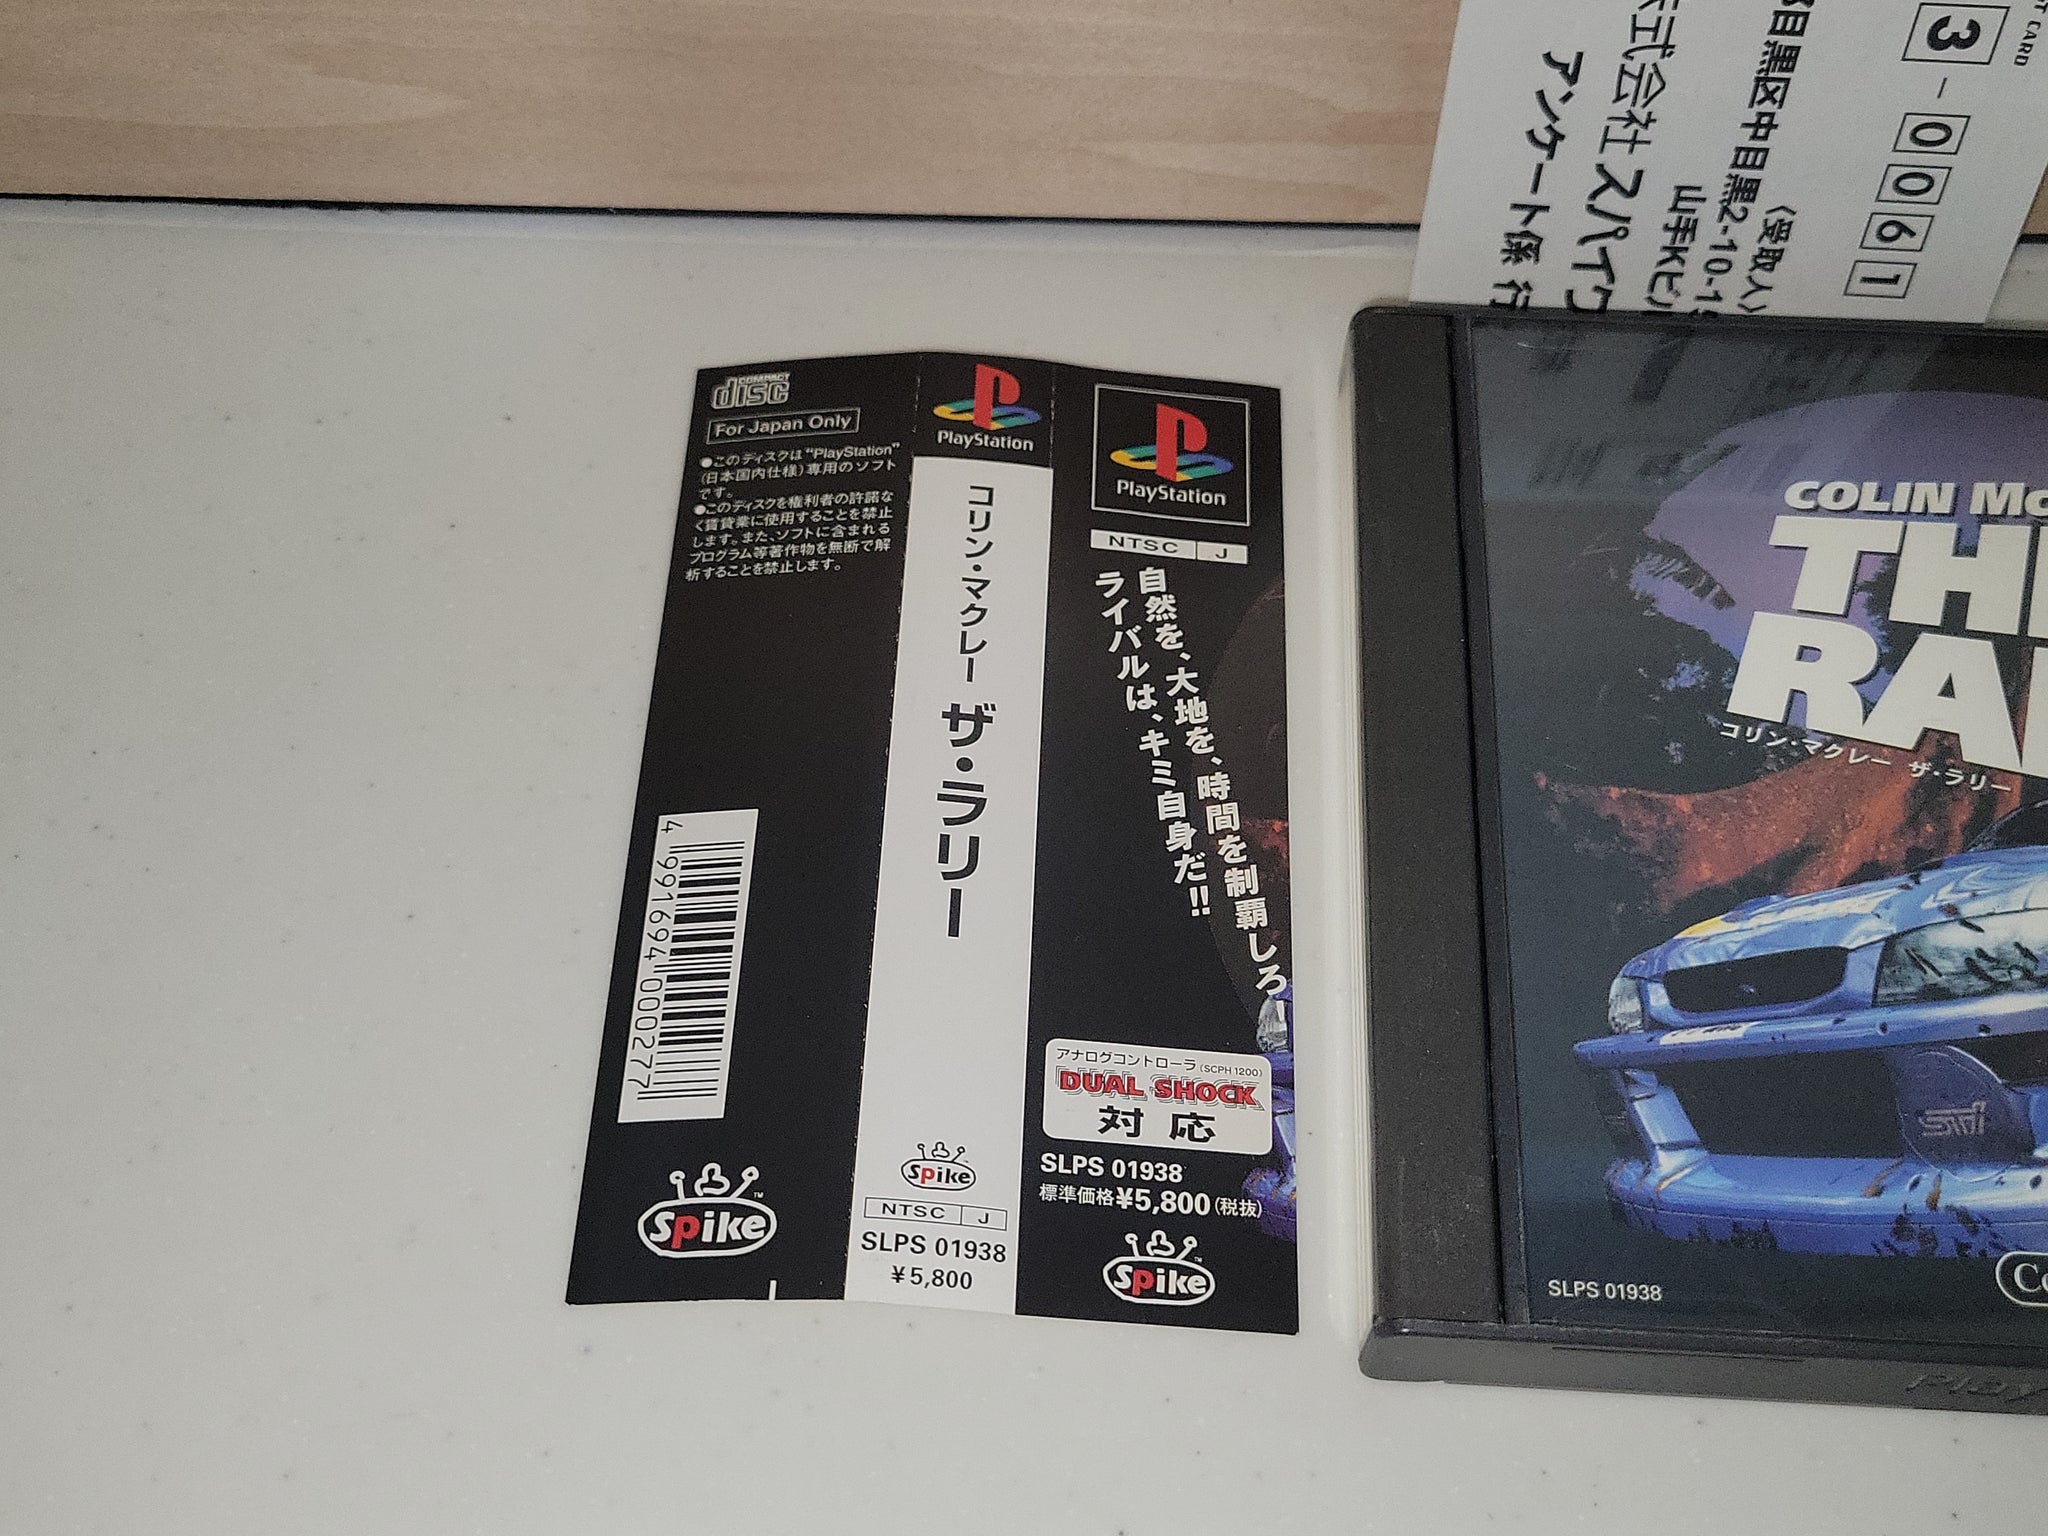 COMPACT
disc
For Japan Only
●このディスクは"PlayStation"
(日本国内仕様)専用のソフト
です。
●このディスクを権利者の許諾な
く賃貸業に使用することを禁止
します。また、ソフトに含まれる
プログラム等著作物を無断で解
析することを禁止します。
4 991694 000277
Spike
PlayStation
コリン・マクレー ザ・ラリー
Spike
NTSC J
SLPS 01938
¥5,800
PlayStation
NTSC J
自然を、大地を、時間を制覇しろ
ライバルは、キミ自身だ!!
アナログコントローラ(SCPH 1200)
DUAL SHOCK
対応
SLPS 01938
標準価格¥5,800(税抜)
Spike
CARD
3-0061
目黒区中目黒2-10-1
山手Kビ
〈受取人〉
式会社スパイク
アンケート係 行
COLIN Mc
THE
RAL
コリン・マクレー ザ・ラリー
STi
SLPS 01938
Co
Play